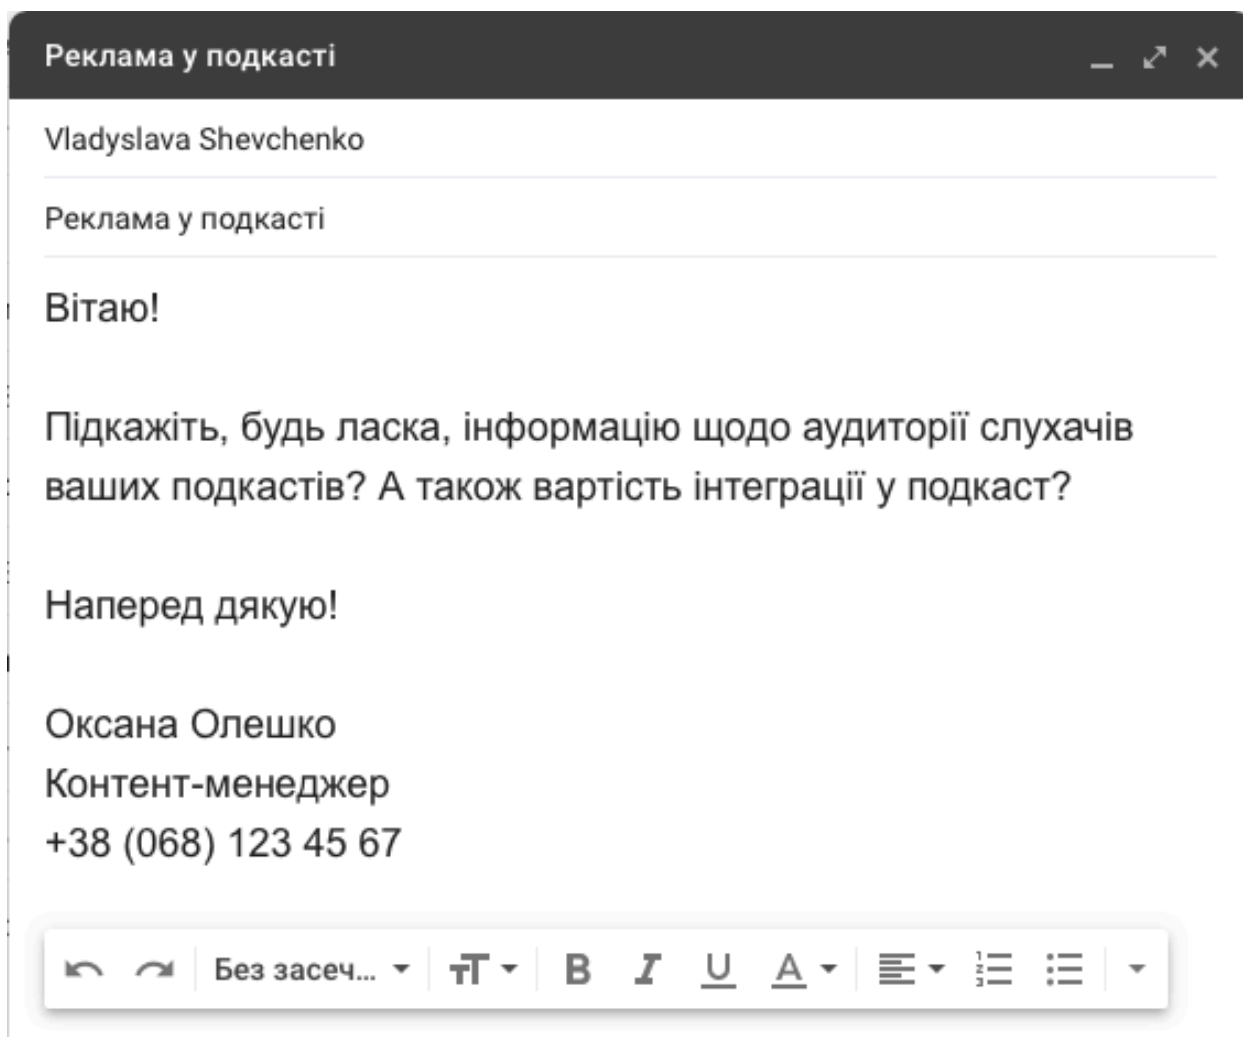 Реклама у подкасті
Vladyslava Shevchenko
Реклама у подкасті
Вітаю!
Підкажіть, будь ласка, інформацію щодо аудиторії слухачів
ваших подкастів? А також вартість інтеграції у подкаст?
Наперед дякую!
Оксана Олешко
Контент-менеджер
+38 (068) 123 45 67
Без засеч... тТ B I U A